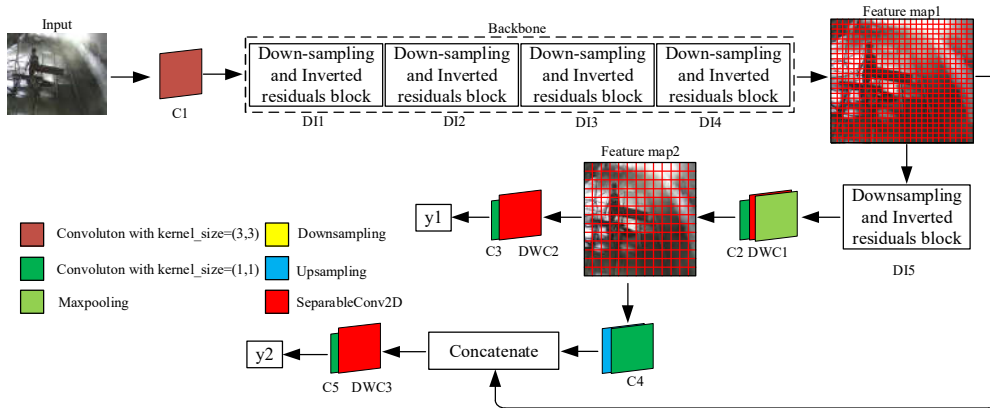 Input
Backbone
Feature map1
Down-sampling
and Inverted
residuals block
Down-sampling
and Inverted
residuals block
Down-sampling
and Inverted
residuals block
Down-sampling
and Inverted
residuals block
C1
DI1
DI2
DI3
DI4
Feature map2
Downsampling
and Inverted
residuals block
DI5
y1
C3
DWC2
C2
DWC1
Convoluton with kernel_size=(3,3)
Downsampling
Convoluton with kernel_size=(1,1)
Upsampling
Maxpooling
SeparableConv2D
y2
C5
DWC3
Concatenate
C4